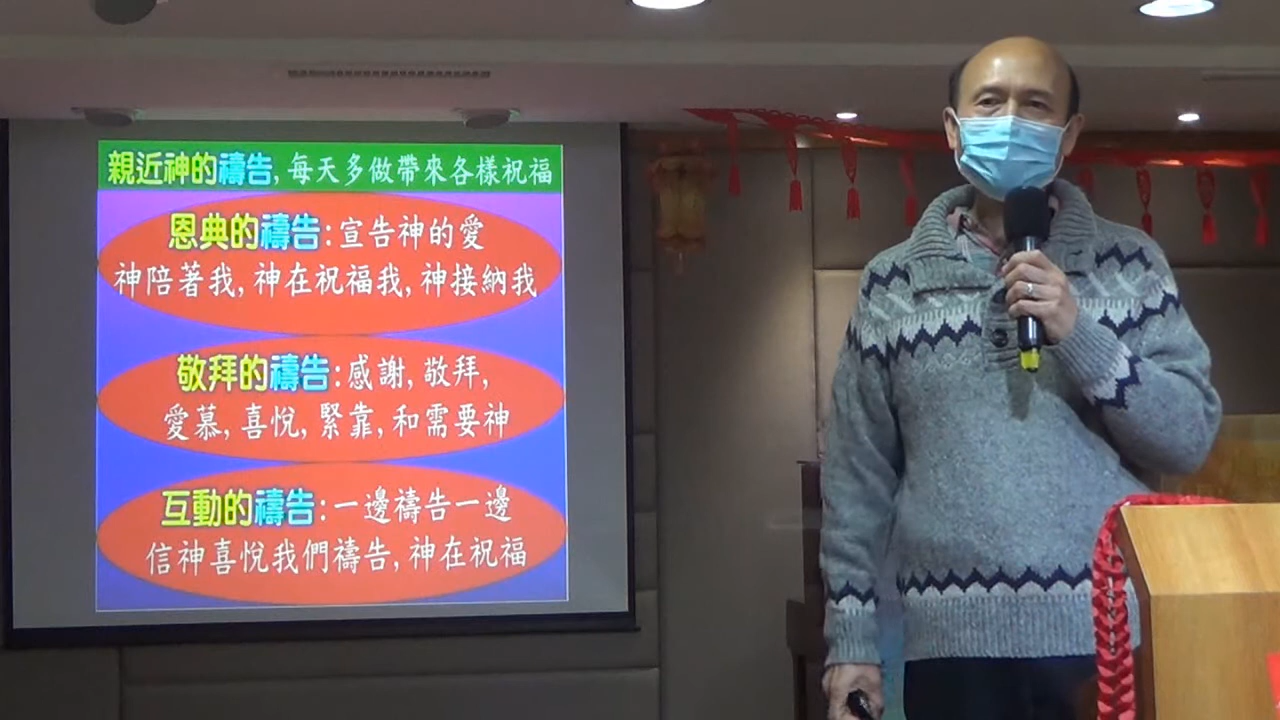 親近神的禱告, 每天多做帶來各樣祝福
恩典的禱告: 宣告神的愛
神陪著我, 神在祝福我, 神接納我
敬拜的禱告: 感謝, 敬拜,
愛慕, 喜悅, 緊靠, 和需要神
互動的禱告: 一邊禱告一邊
信神喜悅我們禱告, 神在祝福